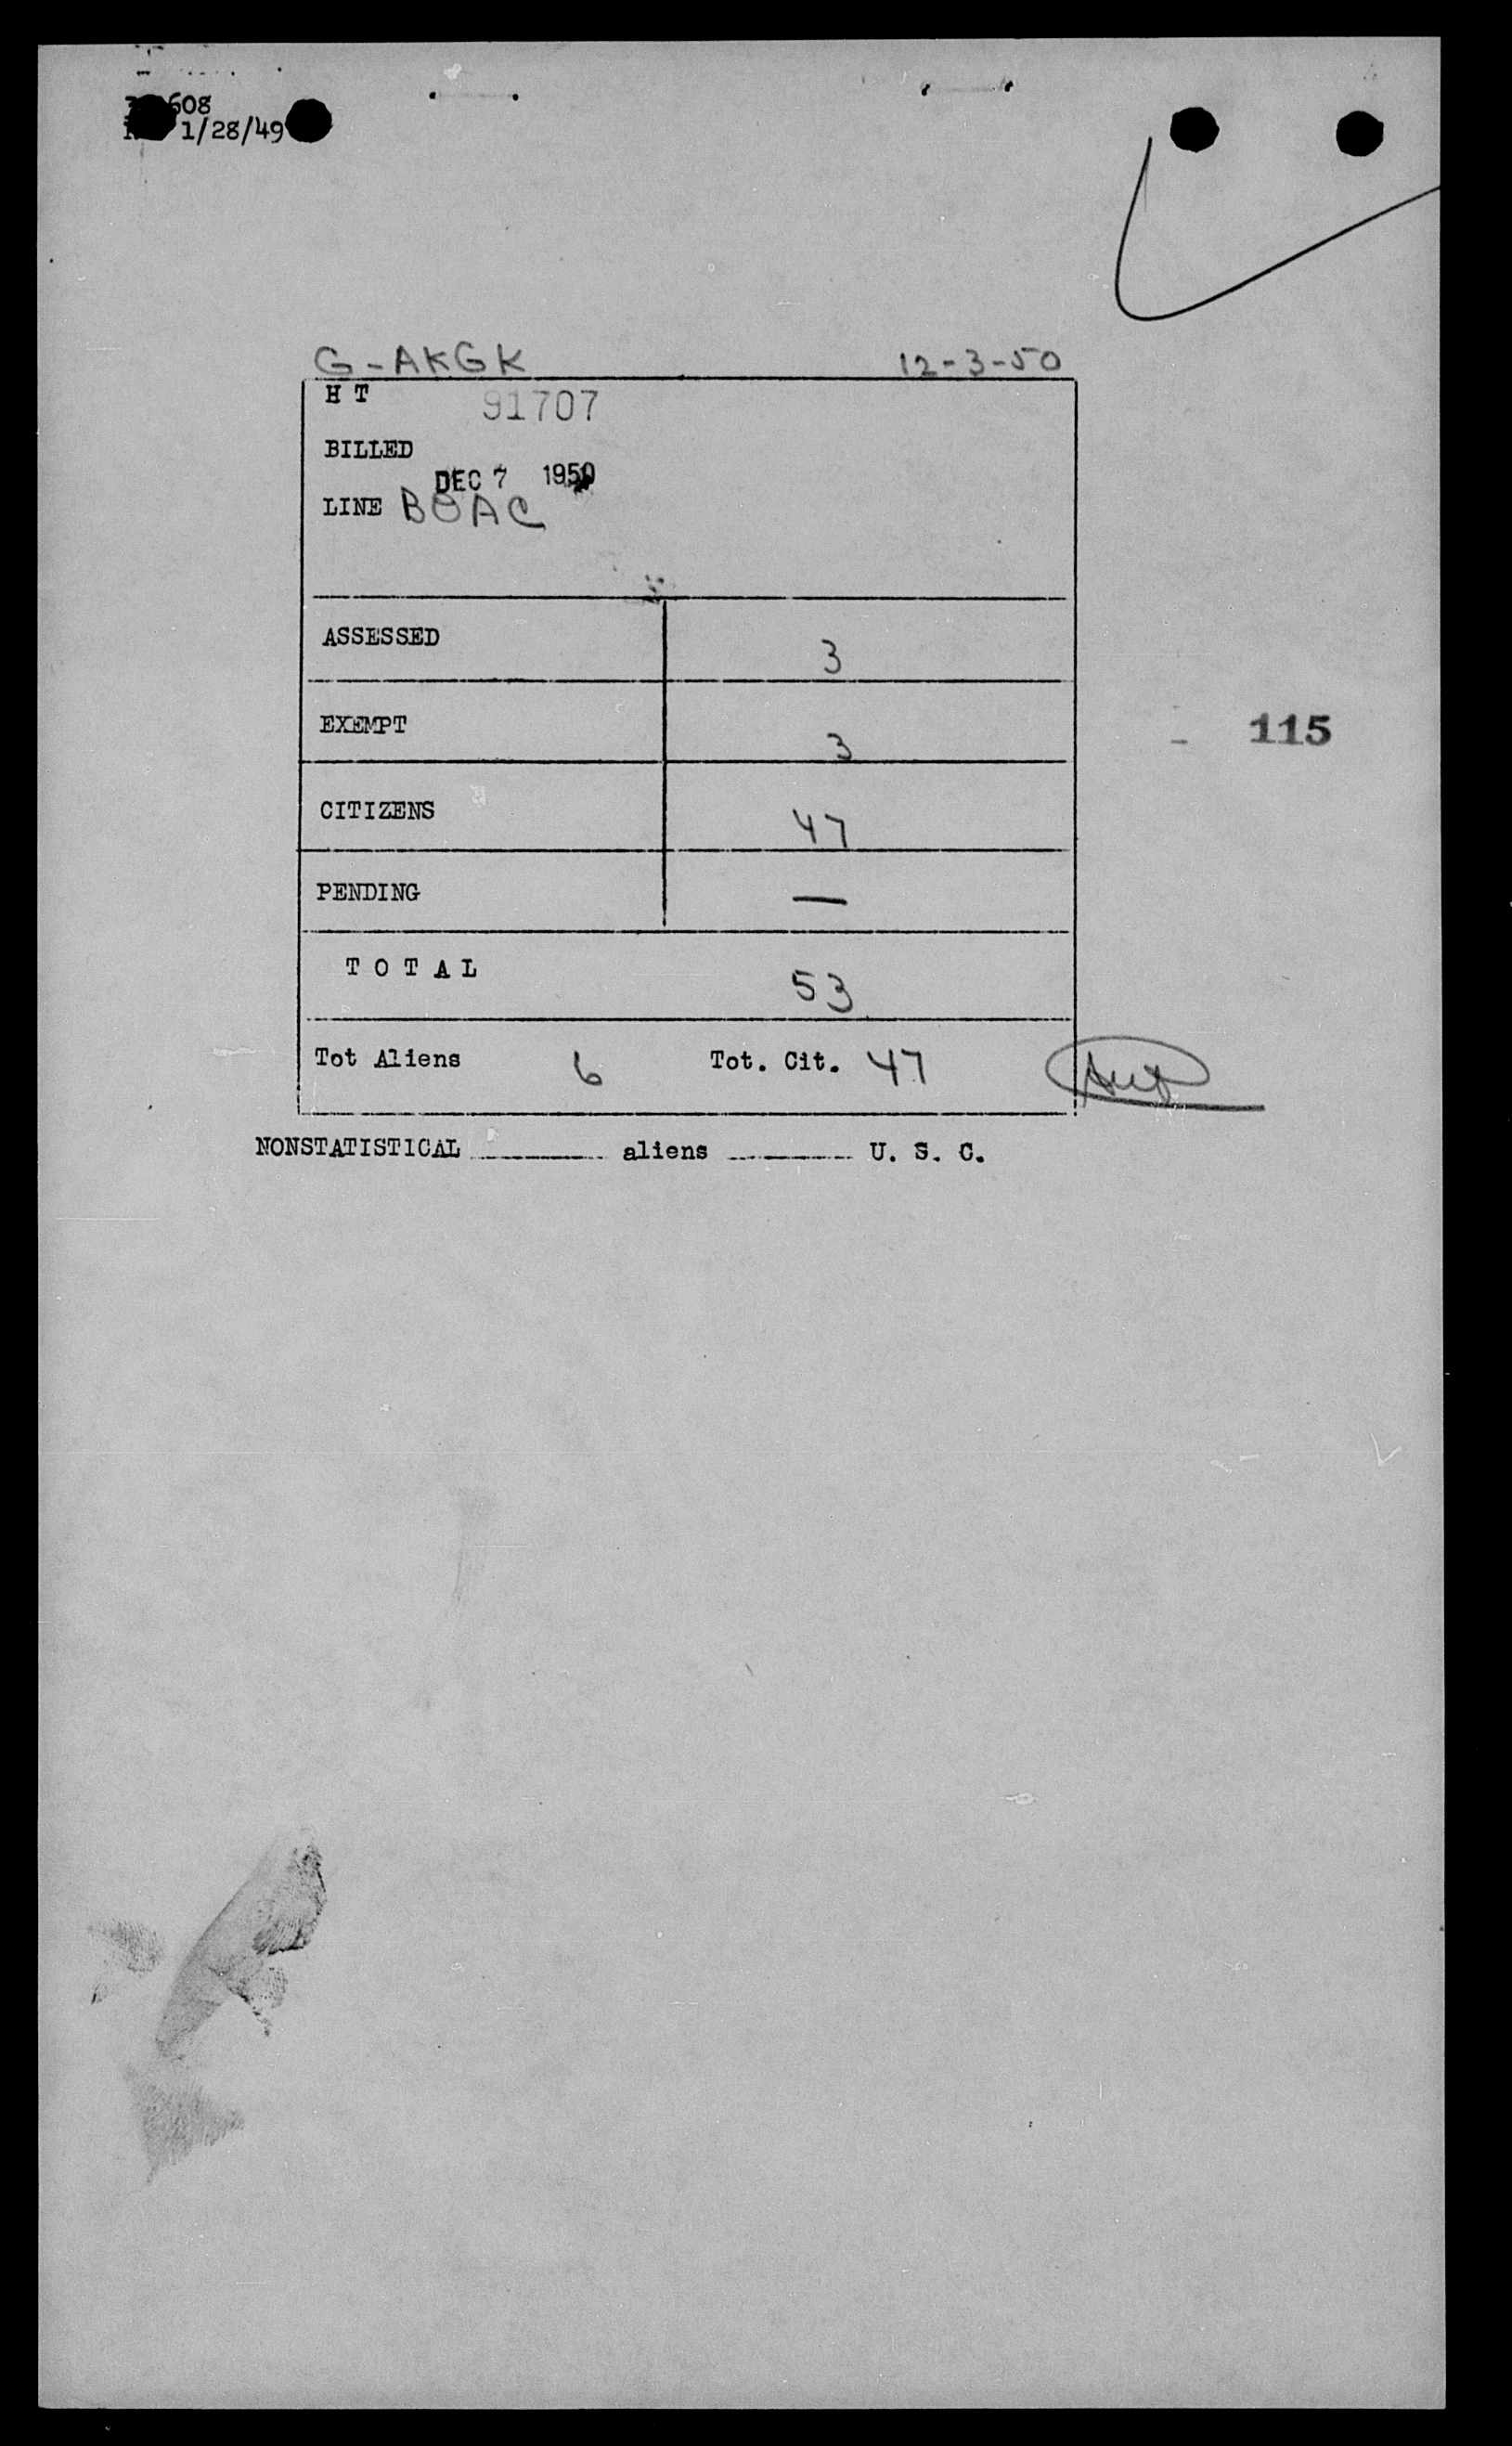 608
1/28/49
G-AKGK 12-3-50
H T 91707
BILLED
DEC 7 1950
LINE BOAC
ASSESSED 3
EXEMPT 3
115
CITIZENS 47
PENDING —
T O T A L 53
Tot Aliens 6 Tot. Cit. 47
NONSTATISTICAL aliens U. S. C.